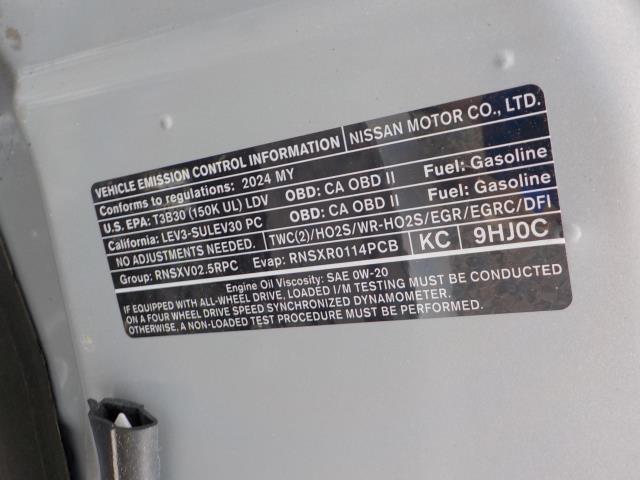 VEHICLE EMISSION CONTROL INFORMATION NISSAN MOTOR CO., LTD.
Conforms to regulations: 2024 MY
U.S. EPA: T3B30 (150K UL) LDV OBD: CA OBD II Fuel: Gasoline
California: LEV3-SULEV30 PC OBD: CA OBD II Fuel: Gasoline
NO ADJUSTMENTS NEEDED. TWC(2)/HO2S/WR-HO2S/EGR/EGRC/DFI
Group: RNSXV02.5RPC Evap: RNSXR0114PCB KC 9HJ0C
Engine Oil Viscosity: SAE 0W-20
IF EQUIPPED WITH ALL-WHEEL DRIVE, LOADED I/M TESTING MUST BE CONDUCTED
ON A FOUR WHEEL DRIVE SPEED SYNCHRONIZED DYNAMOMETER.
OTHERWISE, A NON-LOADED TEST PROCEDURE MUST BE PERFORMED.